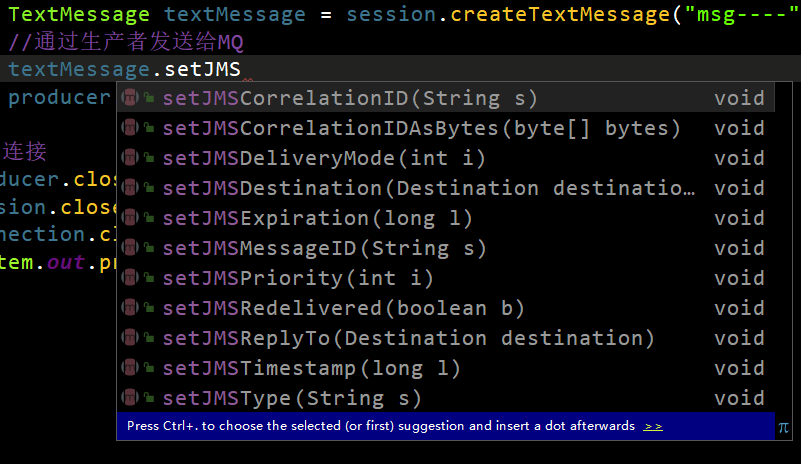 TextMessage textMessage = session.createTextMessage("msg----"
//通过生产者发送给MQ
textMessage.setJMS
producer
setJMSCorrelationID(String s) void
setJMSCorrelationIDAsBytes(byte[] bytes) void
setJMSDeliveryMode(int i) void
setJMSDestination(Destination destinatio… void
setJMSExpiration(long l) void
setJMSMessageID(String s) void
setJMSPriority(int i) void
setJMSRedelivered(boolean b) void
setJMSReplyTo(Destination destination) void
setJMSTimestamp(long l) void
setJMSType(String s) void
Press Ctrl+. to choose the selected (or first) suggestion and insert a dot afterwards >> π
连接
ducer.clos
sion.close
nection.cl
tem.out.pr